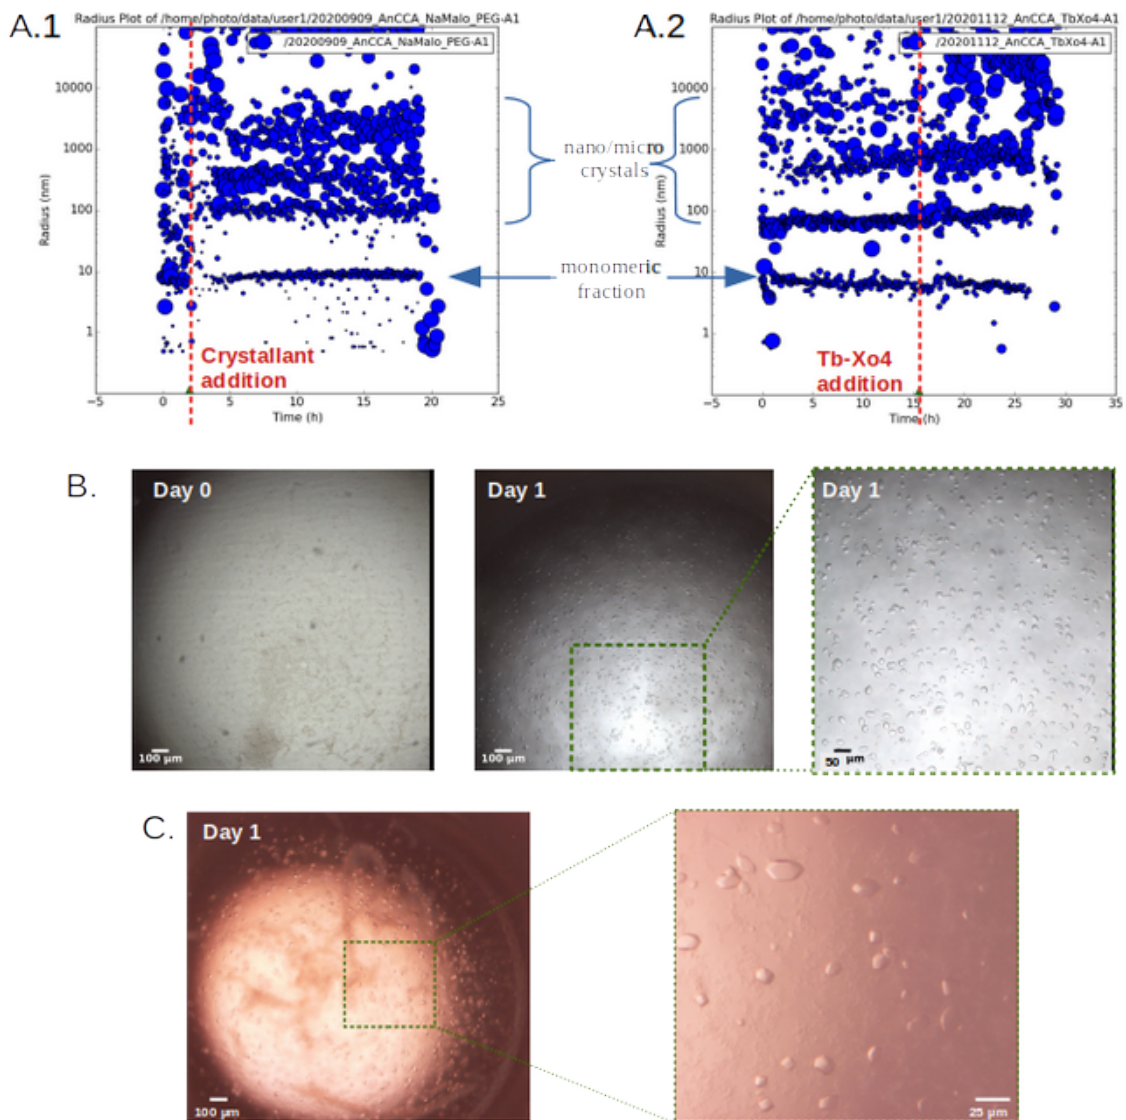 A.1
Radius Plot of /home/photo/data/user1/20200909_AnCCA_NaMalo_PEG-A1
/20200909_AnCCA_NaMalo_PEG-A1
Radius (nm)
10000
1000
100
10
1
Crystallant
addition
−5 0 5 10 15 20 25
Time (h)
nano/micro
crystals
monomeric
fraction
A.2
Radius Plot of /home/photo/data/user1/20201112_AnCCA_TbXo4-A1
/20201112_AnCCA_TbXo4-A1
Radius (nm)
10000
1000
100
10
1
Tb-Xo4
addition
−5 0 5 10 15 20 25 30 35
Time (h)
B.
Day 0
100 µm
Day 1
100 µm
Day 1
50 µm
C.
Day 1
100 µm
25 µm